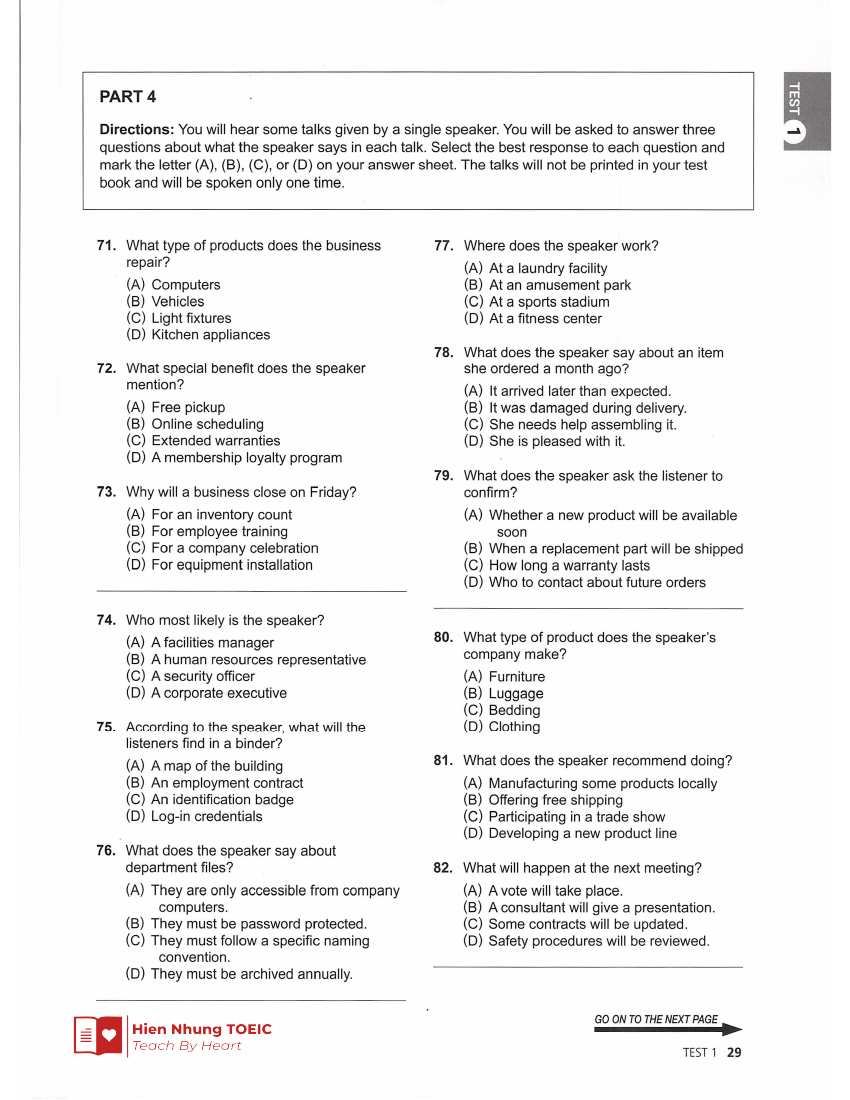 PART 4
Directions: You will hear some talks given by a single speaker. You will be asked to answer three
questions about what the speaker says in each talk. Select the best response to each question and
mark the letter (A), (B), (C), or (D) on your answer sheet. The talks will not be printed in your test
book and will be spoken only one time.
TEST 1
71. What type of products does the business
repair?
(A) Computers
(B) Vehicles
(C) Light fixtures
(D) Kitchen appliances
72. What special benefit does the speaker
mention?
(A) Free pickup
(B) Online scheduling
(C) Extended warranties
(D) A membership loyalty program
73. Why will a business close on Friday?
(A) For an inventory count
(B) For employee training
(C) For a company celebration
(D) For equipment installation
74. Who most likely is the speaker?
(A) A facilities manager
(B) A human resources representative
(C) A security officer
(D) A corporate executive
75. According to the speaker, what will the
listeners find in a binder?
(A) A map of the building
(B) An employment contract
(C) An identification badge
(D) Log-in credentials
76. What does the speaker say about
department files?
(A) They are only accessible from company
computers.
(B) They must be password protected.
(C) They must follow a specific naming
convention.
(D) They must be archived annually.
77. Where does the speaker work?
(A) At a laundry facility
(B) At an amusement park
(C) At a sports stadium
(D) At a fitness center
78. What does the speaker say about an item
she ordered a month ago?
(A) It arrived later than expected.
(B) It was damaged during delivery.
(C) She needs help assembling it.
(D) She is pleased with it.
79. What does the speaker ask the listener to
confirm?
(A) Whether a new product will be available
soon
(B) When a replacement part will be shipped
(C) How long a warranty lasts
(D) Who to contact about future orders
80. What type of product does the speaker's
company make?
(A) Furniture
(B) Luggage
(C) Bedding
(D) Clothing
81. What does the speaker recommend doing?
(A) Manufacturing some products locally
(B) Offering free shipping
(C) Participating in a trade show
(D) Developing a new product line
82. What will happen at the next meeting?
(A) A vote will take place.
(B) A consultant will give a presentation.
(C) Some contracts will be updated.
(D) Safety procedures will be reviewed.
Hien Nhung TOEIC
Teach By Heart
GO ON TO THE NEXT PAGE
TEST 1 29